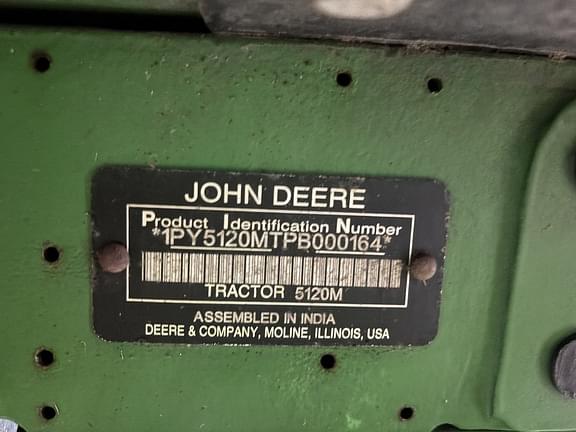 JOHN DEERE
Product Identification Number
*1PY5120MTPB000164*
TRACTOR 5120M
ASSEMBLED IN INDIA
DEERE & COMPANY, MOLINE, ILLINOIS, USA